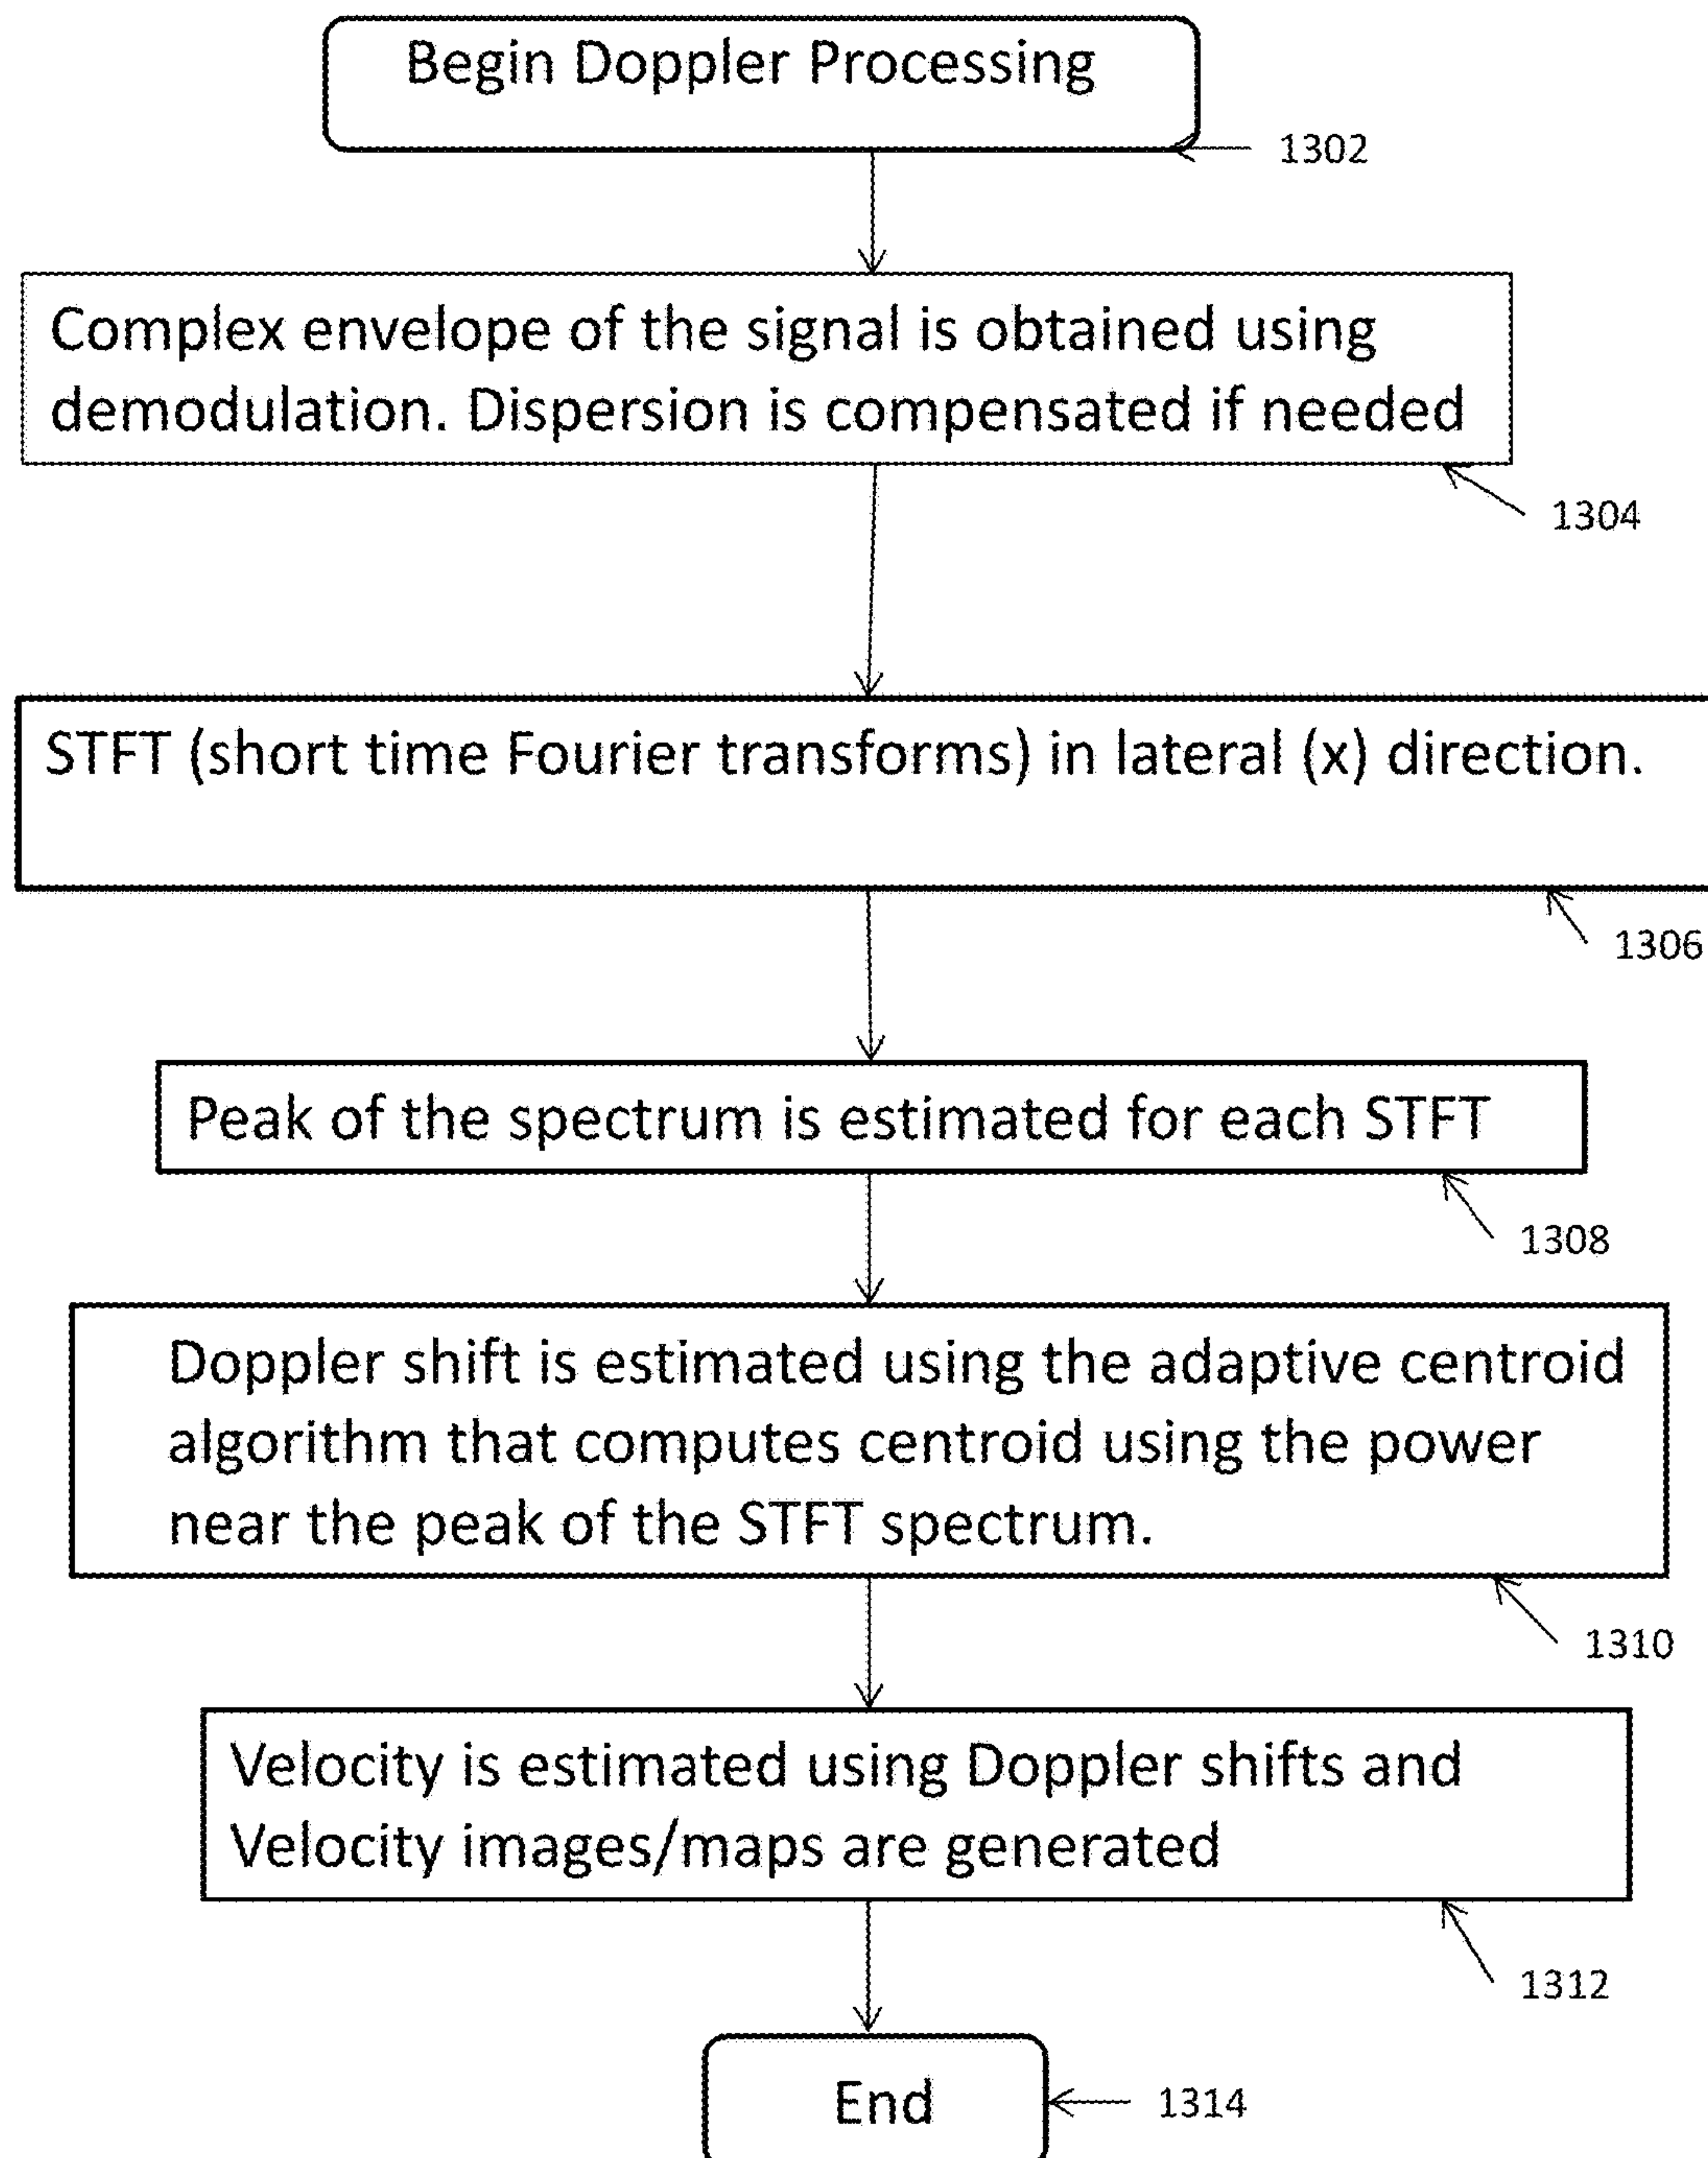 Begin Doppler Processing
1302
Complex envelope of the signal is obtained using
demodulation. Dispersion is compensated if needed
1304
STFT (short time Fourier transforms) in lateral (x) direction.
1306
Peak of the spectrum is estimated for each STFT
1308
Doppler shift is estimated using the adaptive centroid
algorithm that computes centroid using the power
near the peak of the STFT spectrum.
1310
Velocity is estimated using Doppler shifts and
Velocity images/maps are generated
1312
End
1314